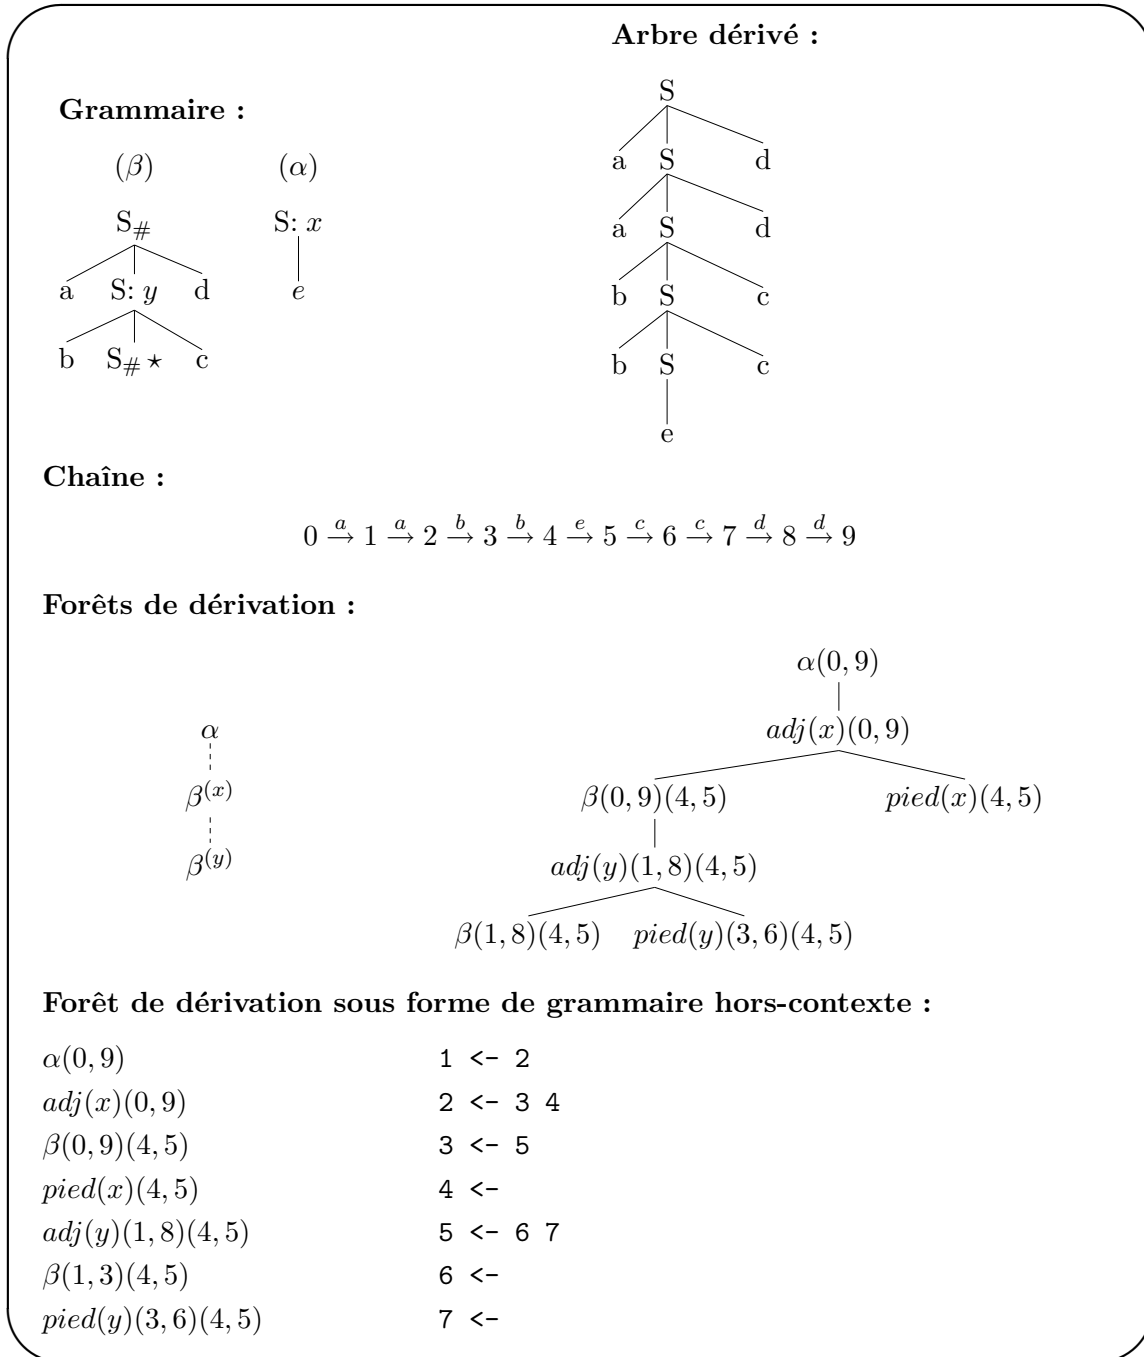 Arbre dérivé :
S
a S d
a S d
b S c
b S c
e
Grammaire :
(β) (α)
S# S: x
a S: y d e
b S# ⋆ c
Chaîne :
0 →a 1 →a 2 →b 3 →b 4 →e 5 →c 6 →c 7 →d 8 →d 9
Forêts de dérivation :
α
β(x)
β(y)
α(0, 9)
adj(x)(0, 9)
β(0, 9)(4, 5) pied(x)(4, 5)
adj(y)(1, 8)(4, 5)
β(1, 8)(4, 5) pied(y)(3, 6)(4, 5)
Forêt de dérivation sous forme de grammaire hors-contexte :
α(0, 9) 1 <- 2
adj(x)(0, 9) 2 <- 3 4
β(0, 9)(4, 5) 3 <- 5
pied(x)(4, 5) 4 <-
adj(y)(1, 8)(4, 5) 5 <- 6 7
β(1, 3)(4, 5) 6 <-
pied(y)(3, 6)(4, 5) 7 <-